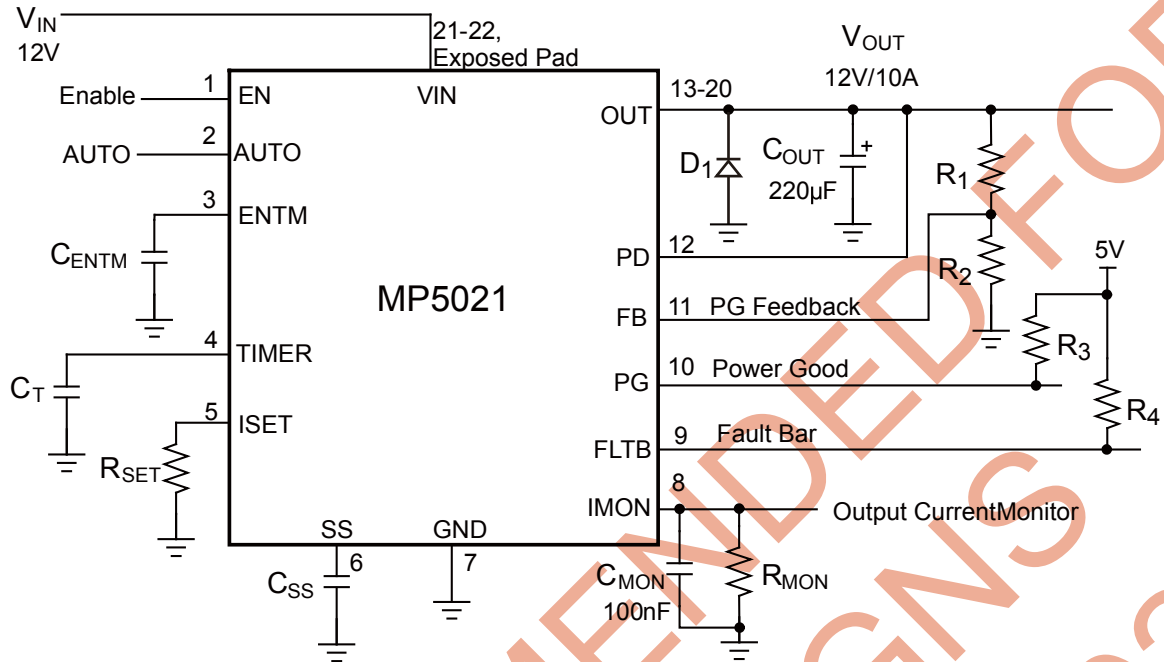 VIN
12V
21-22,
Exposed Pad
VOUT
12V/10A
Enable
1
EN
VIN
13-20
OUT
AUTO
2
AUTO
D1
COUT
+
220µF
R1
3
ENTM
CENTM
PD
12
R2
5V
MP5021
FB
11
PG Feedback
4
TIMER
CT
PG
10
Power Good
R3
5
ISET
RSET
R4
FLTB
9
Fault Bar
IMON
8
Output CurrentMonitor
SS
GND
6
7
CSS
CMON
100nF
RMON
MENDED FOR
GNS